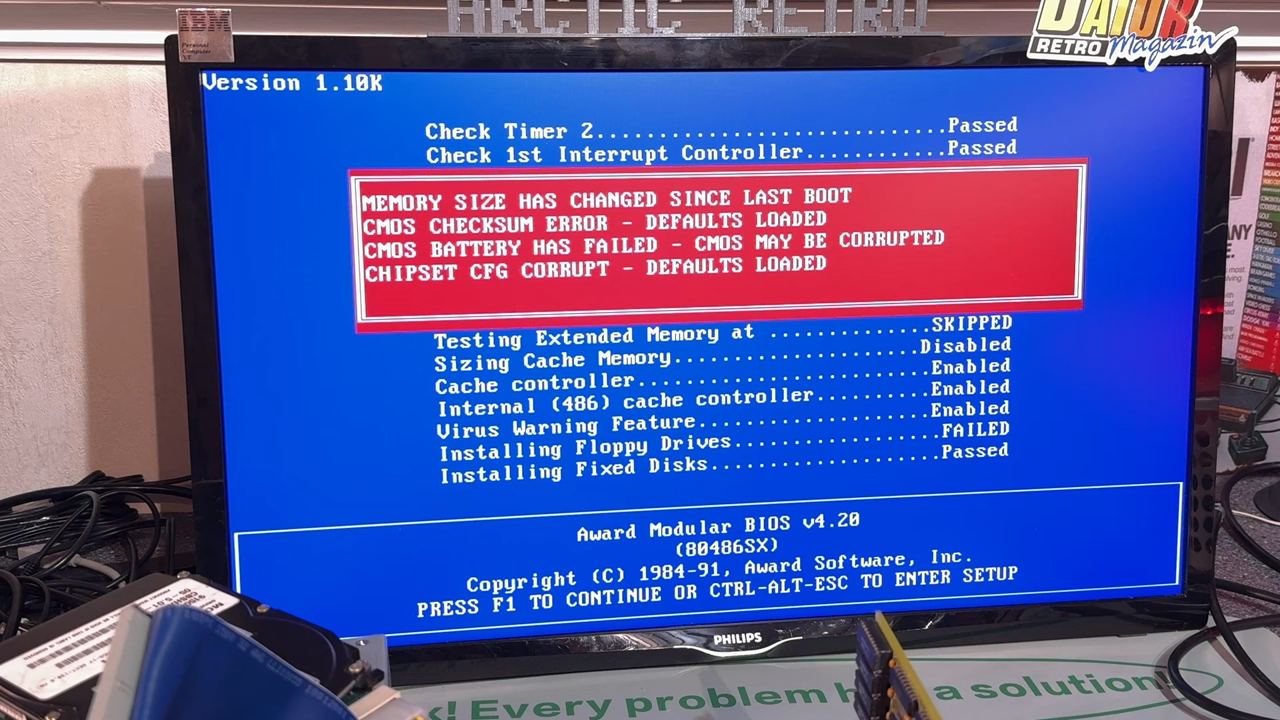 ARCTIC RETRO
IBM
Personal
Computer
XT
RETRO Magazin
Version 1.10K
Check Timer 2............................Passed
Check 1st Interrupt Controller...........Passed
MEMORY SIZE HAS CHANGED SINCE LAST BOOT
CMOS CHECKSUM ERROR - DEFAULTS LOADED
CMOS BATTERY HAS FAILED - CMOS MAY BE CORRUPTED
CHIPSET CFG CORRUPT - DEFAULTS LOADED
Testing Extended Memory at .............SKIPPED
Sizing Cache Memory....................Disabled
Cache controller........................Enabled
Internal (486) cache controller.........Enabled
Virus Warning Feature...................Enabled
Installing Floppy Drives.................FAILED
Installing Fixed Disks...................Passed
Award Modular BIOS v4.20
(80486SX)
Copyright (C) 1984-91, Award Software, Inc.
PRESS F1 TO CONTINUE OR CTRL-ALT-ESC TO ENTER SETUP
PHILIPS
k! Every problem h a solution!